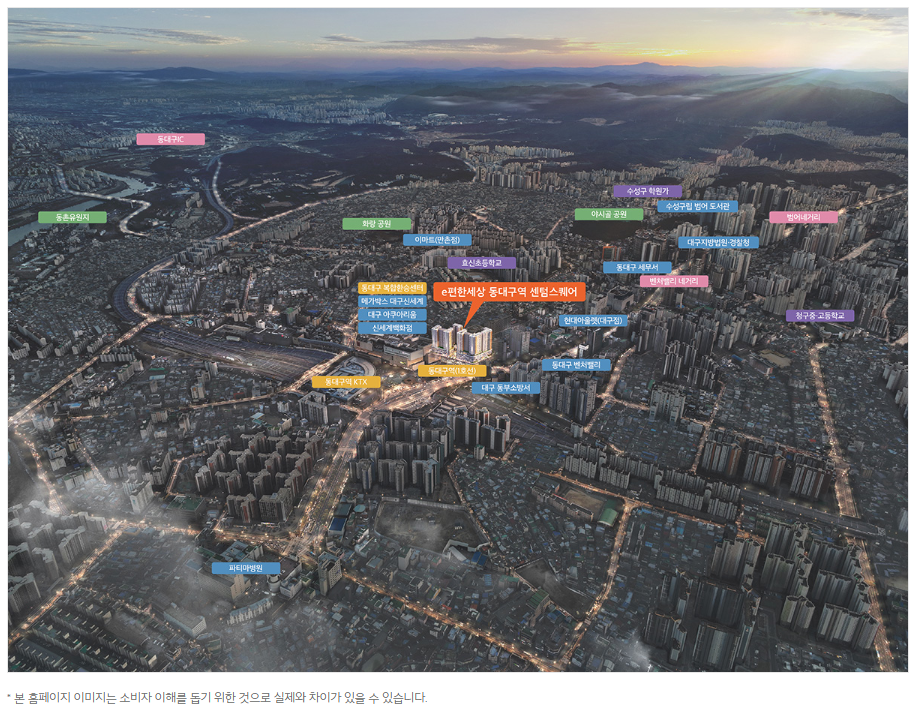 동대구IC
수성구 학원가
수성구립 범어 도서관
동촌유원지
야시골 공원
범어네거리
화랑 공원
이마트(만촌점)
대구지방법원·경찰청
효신초등학교
동대구 세무서
벤처밸리 네거리
동대구 복합환승센터
e편한세상 동대구역 센텀스퀘어
메가박스 대구신세계
대구 아쿠아리움
청구중·고등학교
현대아울렛(대구점)
신세계백화점
동대구 벤처밸리
동대구역(1호선)
동대구역 KTX
대구 동부소방서
파티마병원
* 본 홈페이지 이미지는 소비자 이해를 돕기 위한 것으로 실제와 차이가 있을 수 있습니다.